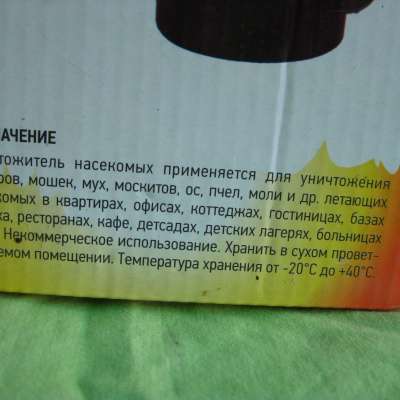 АЧЕНИЕ
тожитель насекомых применяется для уничтожения
ров, мошек, мух, москитов, ос, пчел, моли и др. летающих
комых в квартирах, офисах, коттеджах, гостиницах, базах
ха, ресторанах, кафе, детсадах, детских лагерях, больницах
Некоммерческое использование. Хранить в сухом провет-
емом помещении. Температура хранения от -20°С до +40°С.